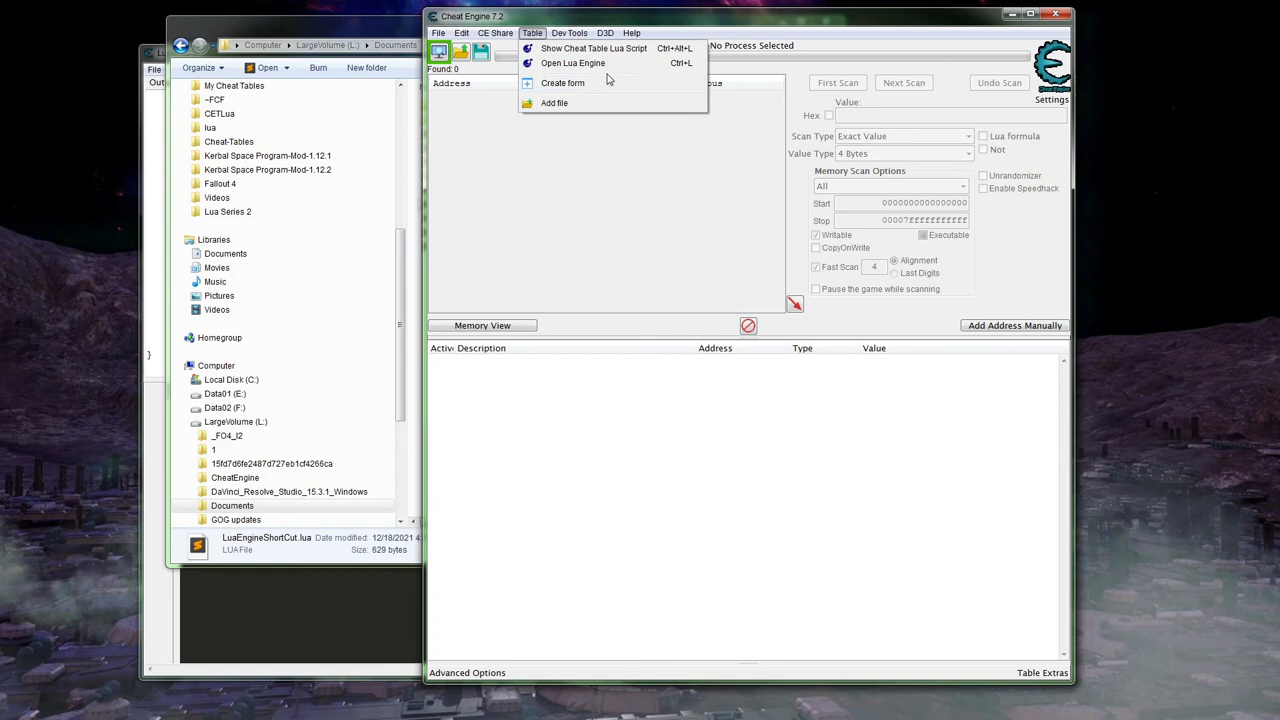 Lu
File
Out
}
Computer
LargeVolume (L:)
Documents
Organize
Open
Burn
New folder
My Cheat Tables
~FCF
CETLua
lua
Cheat-Tables
Kerbal Space Program-Mod-1.12.1
Kerbal Space Program-Mod-1.12.2
Fallout 4
Videos
Lua Series 2
Libraries
Documents
Movies
Music
Pictures
Videos
Homegroup
Computer
Local Disk (C:)
Data01 (E:)
Data02 (F:)
LargeVolume (L:)
_FO4_I2
1
15fd7d6fe2487d727eb1cf4266ca
CheatEngine
DaVinci_Resolve_Studio_15.3.1_Windows
Documents
GOG updates
LuaEngineShortCut.lua Date modified: 12/18/2021 4:
LUA File Size: 629 bytes
Cheat Engine 7.2
File Edit CE Share Table Dev Tools D3D Help
No Process Selected
Show Cheat Table Lua Script Ctrl+Alt+L
Open Lua Engine Ctrl+L
Create form
Add file
Found: 0
Address
ous
Cheat Engine
Settings
First Scan Next Scan Undo Scan
Value:
Hex
Scan Type Exact Value
Lua formula
Not
Value Type 4 Bytes
Memory Scan Options
All
Unrandomizer
Enable Speedhack
Start 0000000000000000
Stop 00007fffffffffff
Writable Executable
CopyOnWrite
Fast Scan 4 Alignment
Last Digits
Pause the game while scanning
Memory View
Add Address Manually
Active Description Address Type Value
Advanced Options
Table Extras